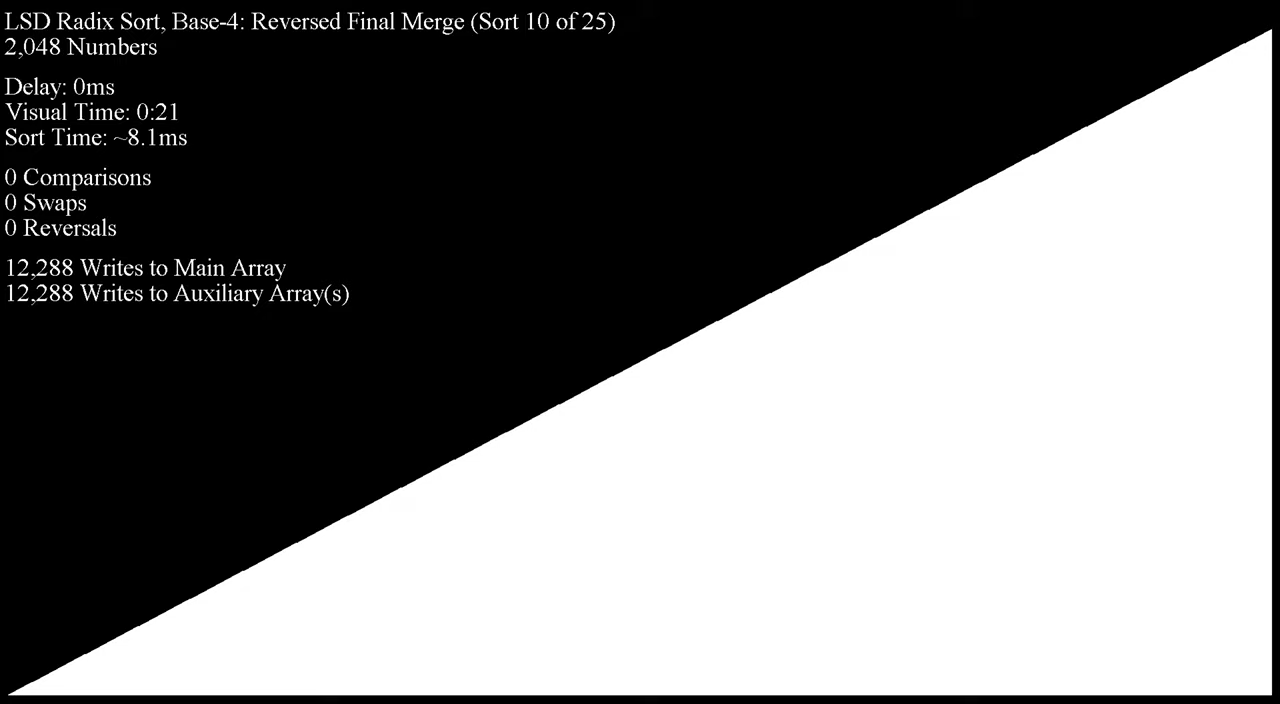 LSD Radix Sort, Base-4: Reversed Final Merge (Sort 10 of 25)
2,048 Numbers
Delay: 0ms
Visual Time: 0:21
Sort Time: ~8.1ms
0 Comparisons
0 Swaps
0 Reversals
12,288 Writes to Main Array
12,288 Writes to Auxiliary Array(s)